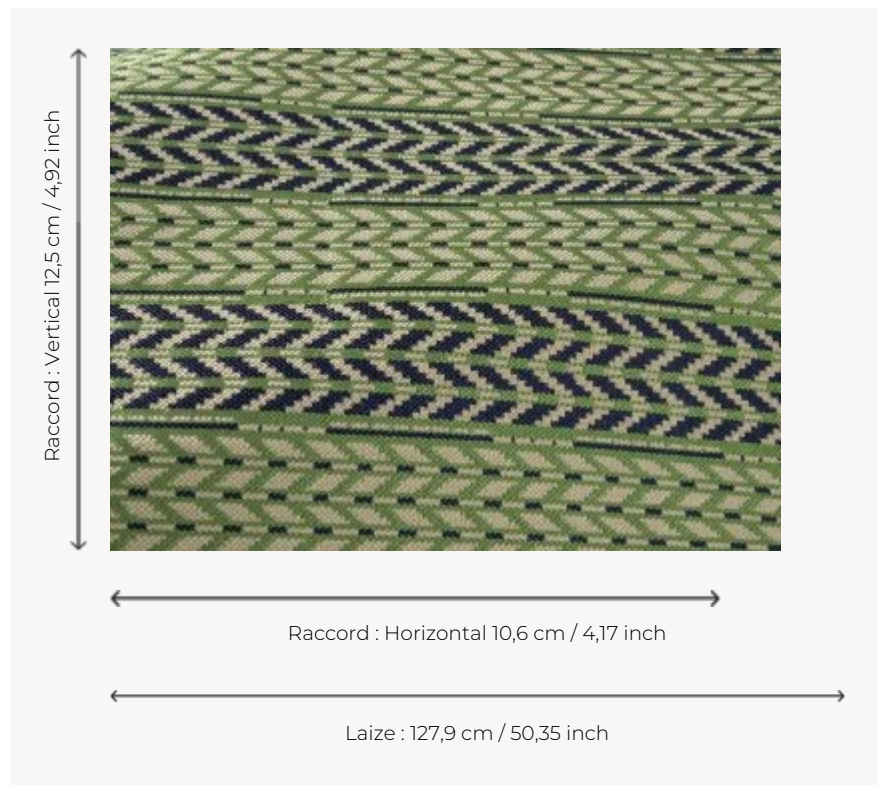 Raccord : Vertical 12,5 cm / 4,92 inch
Raccord : Horizontal 10,6 cm / 4,17 inch
Laize : 127,9 cm / 50,35 inch